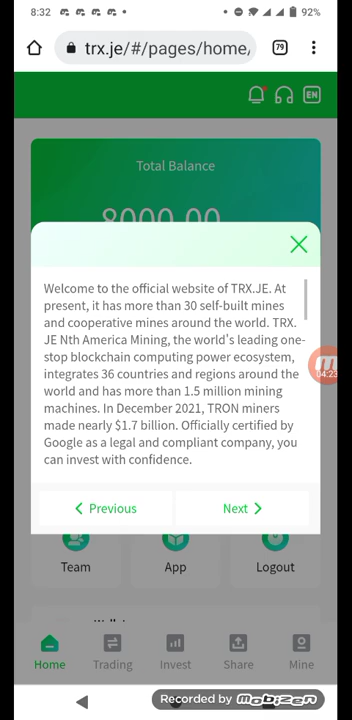 8:32
92%
trx.je/#/pages/home/
79
EN
Total Balance
8000.00
Welcome to the official website of TRX.JE. At
present, it has more than 30 self-built mines
and cooperative mines around the world. TRX.
JE Nth America Mining, the world's leading one-
stop blockchain computing power ecosystem,
integrates 36 countries and regions around the
world and has more than 1.5 million mining
machines. In December 2021, TRON miners
made nearly $1.7 billion. Officially certified by
Google as a legal and compliant company, you
can invest with confidence.
04:23
Previous
Next
Team
App
Logout
Home
Trading
Invest
Share
Mine
Recorded by mobizen